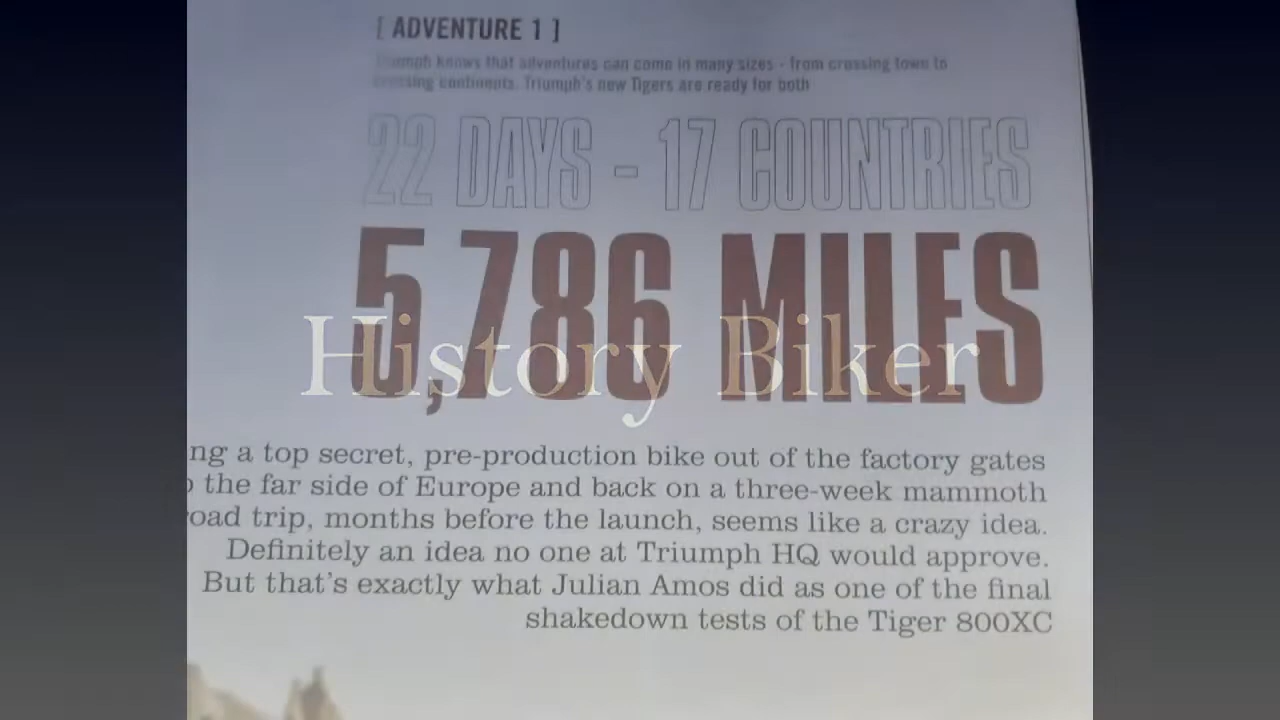 [ ADVENTURE 1 ]
Triumph knows that adventures can come in many sizes - from crossing town to
crossing continents. Triumph's new Tigers are ready for both
22 DAYS - 17 COUNTRIES
5,786 MILES
History Biker
ng a top secret, pre-production bike out of the factory gates
the far side of Europe and back on a three-week mammoth
oad trip, months before the launch, seems like a crazy idea.
Definitely an idea no one at Triumph HQ would approve.
But that's exactly what Julian Amos did as one of the final
shakedown tests of the Tiger 800XC